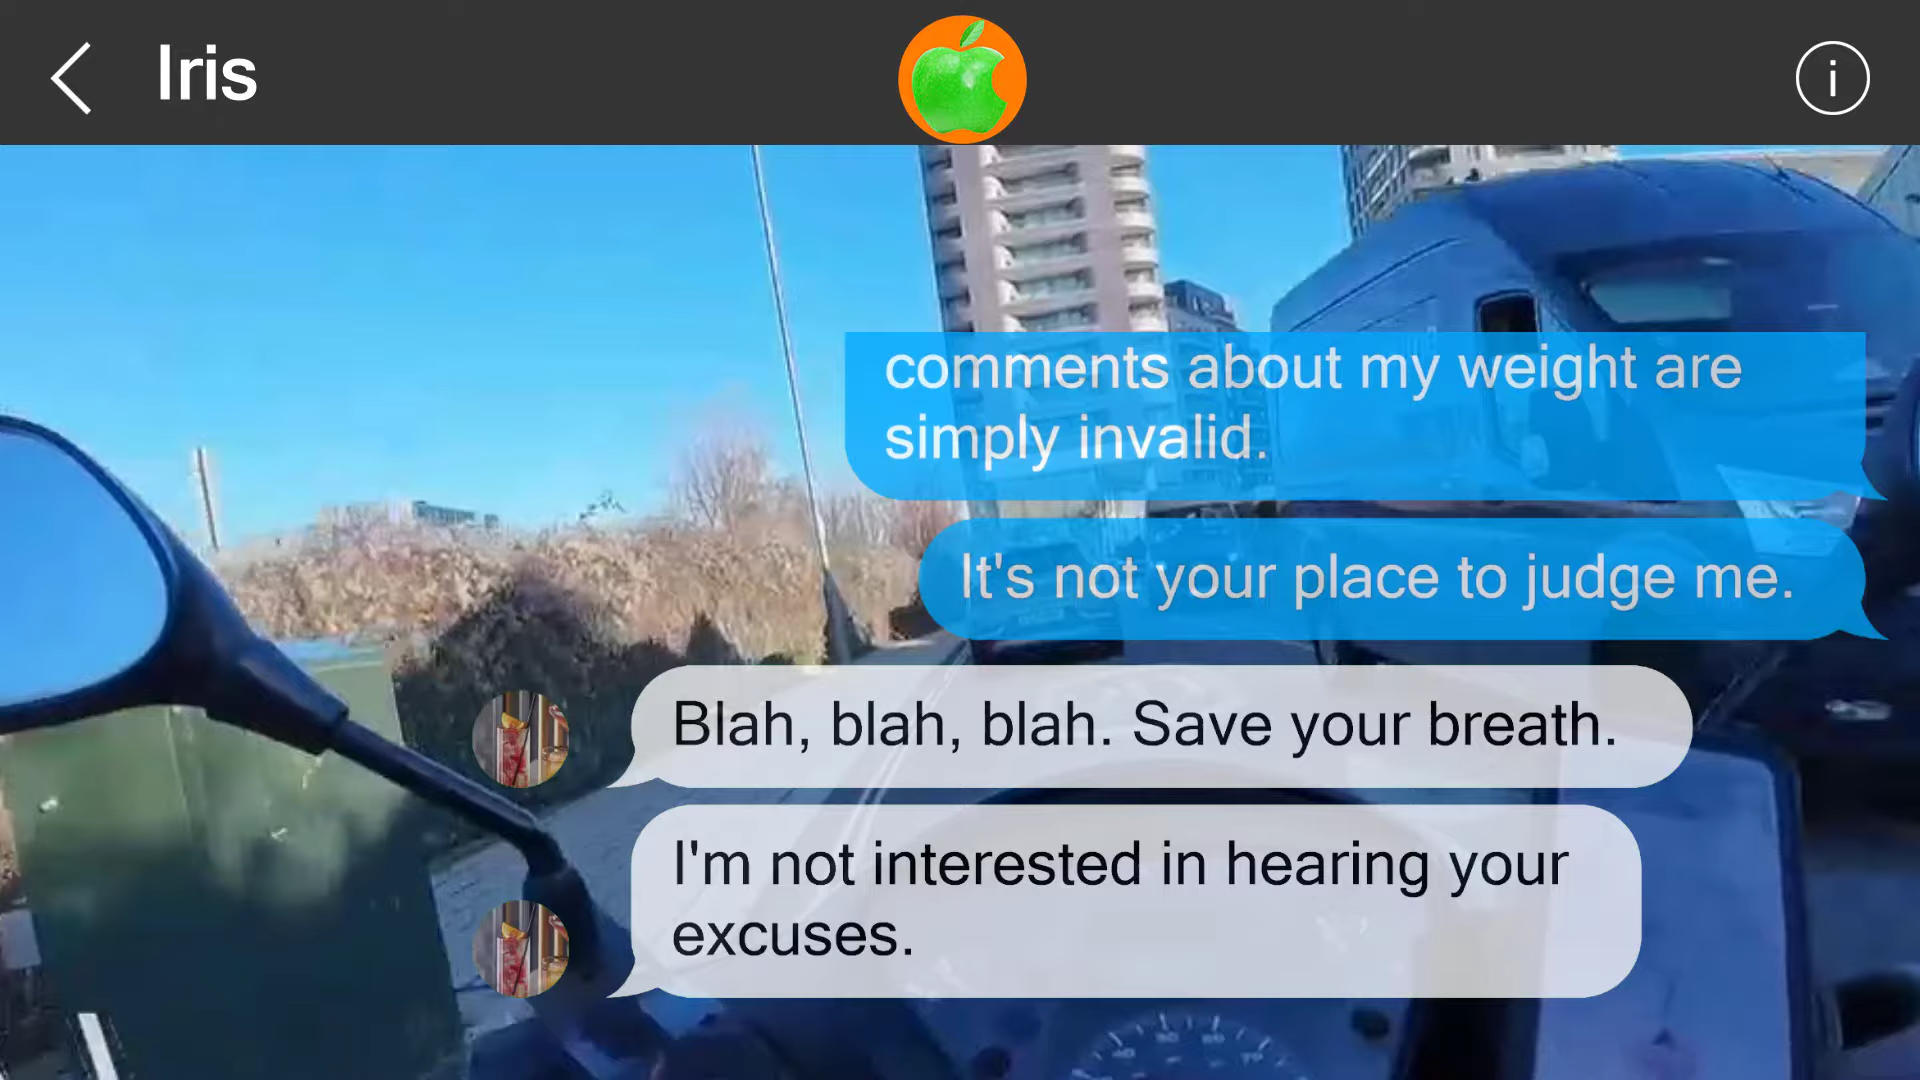 Iris
i
comments about my weight are
simply invalid.
It's not your place to judge me.
Blah, blah, blah. Save your breath.
I'm not interested in hearing your
excuses.